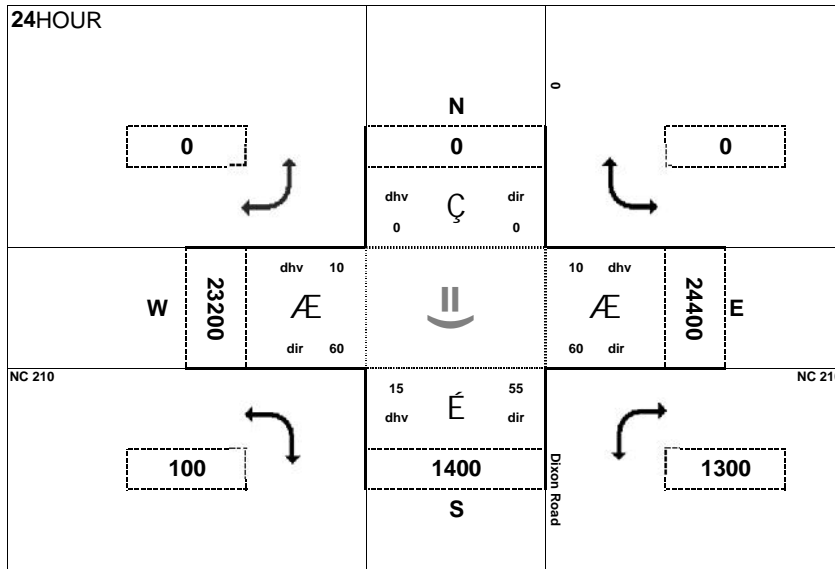 24HOUR
0
N
0
0
0
dhv Ç dir
0 0
W
23200
dhv 10
Æ
dir 60
=)
10 dhv
Æ
60 dir
24400
E
NC 210
NC 210
15 É 55
dhv dir
100
1400
1300
S
Dixon Road